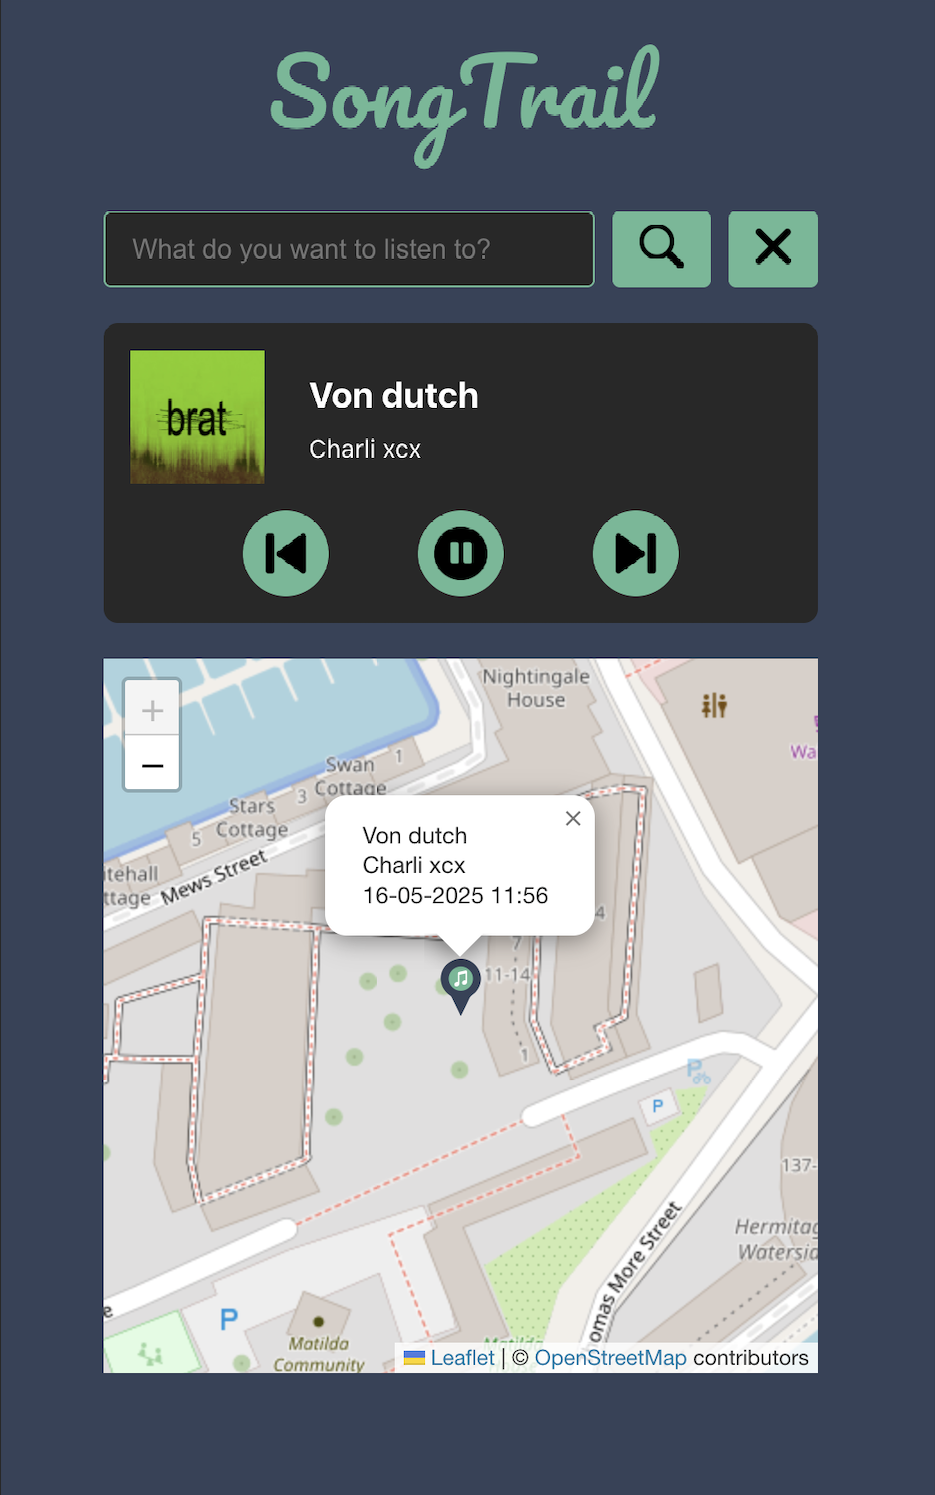 SongTrail
What do you want to listen to?
brat
Von dutch
Charli xcx
+
−
Nightingale
House
Wa
Swan
Cottage
1
3
Stars
Cottage
5
itehall
ttage
Mews Street
Von dutch
Charli xcx
16-05-2025 11:56
×
4
7
11-14
1
P
P
137-
Hermitag
Watersid
omas More Street
e
P
Matilda
Community
Leaflet | © OpenStreetMap contributors